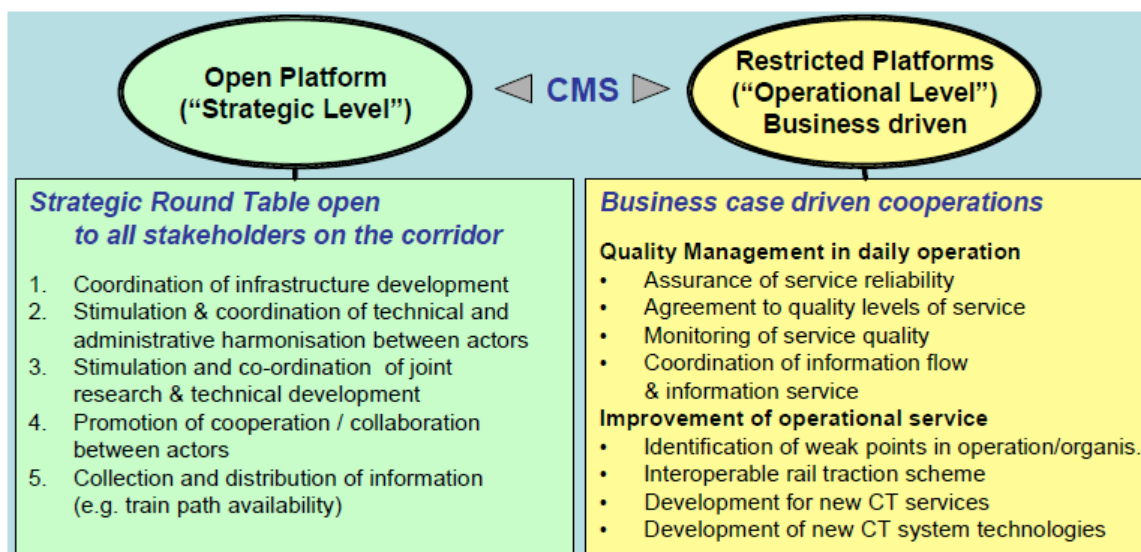 Open Platform
(“Strategic Level”)
CMS
Restricted Platforms
(“Operational Level”)
Business driven
Strategic Round Table open
to all stakeholders on the corridor
1. Coordination of infrastructure development
2. Stimulation & coordination of technical and
administrative harmonisation between actors
3. Stimulation and co-ordination of joint
research & technical development
4. Promotion of cooperation / collaboration
between actors
5. Collection and distribution of information
(e.g. train path availability)
Business case driven cooperations
Quality Management in daily operation
• Assurance of service reliability
• Agreement to quality levels of service
• Monitoring of service quality
• Coordination of information flow
& information service
Improvement of operational service
• Identification of weak points in operation/organis.
• Interoperable rail traction scheme
• Development for new CT services
• Development of new CT system technologies